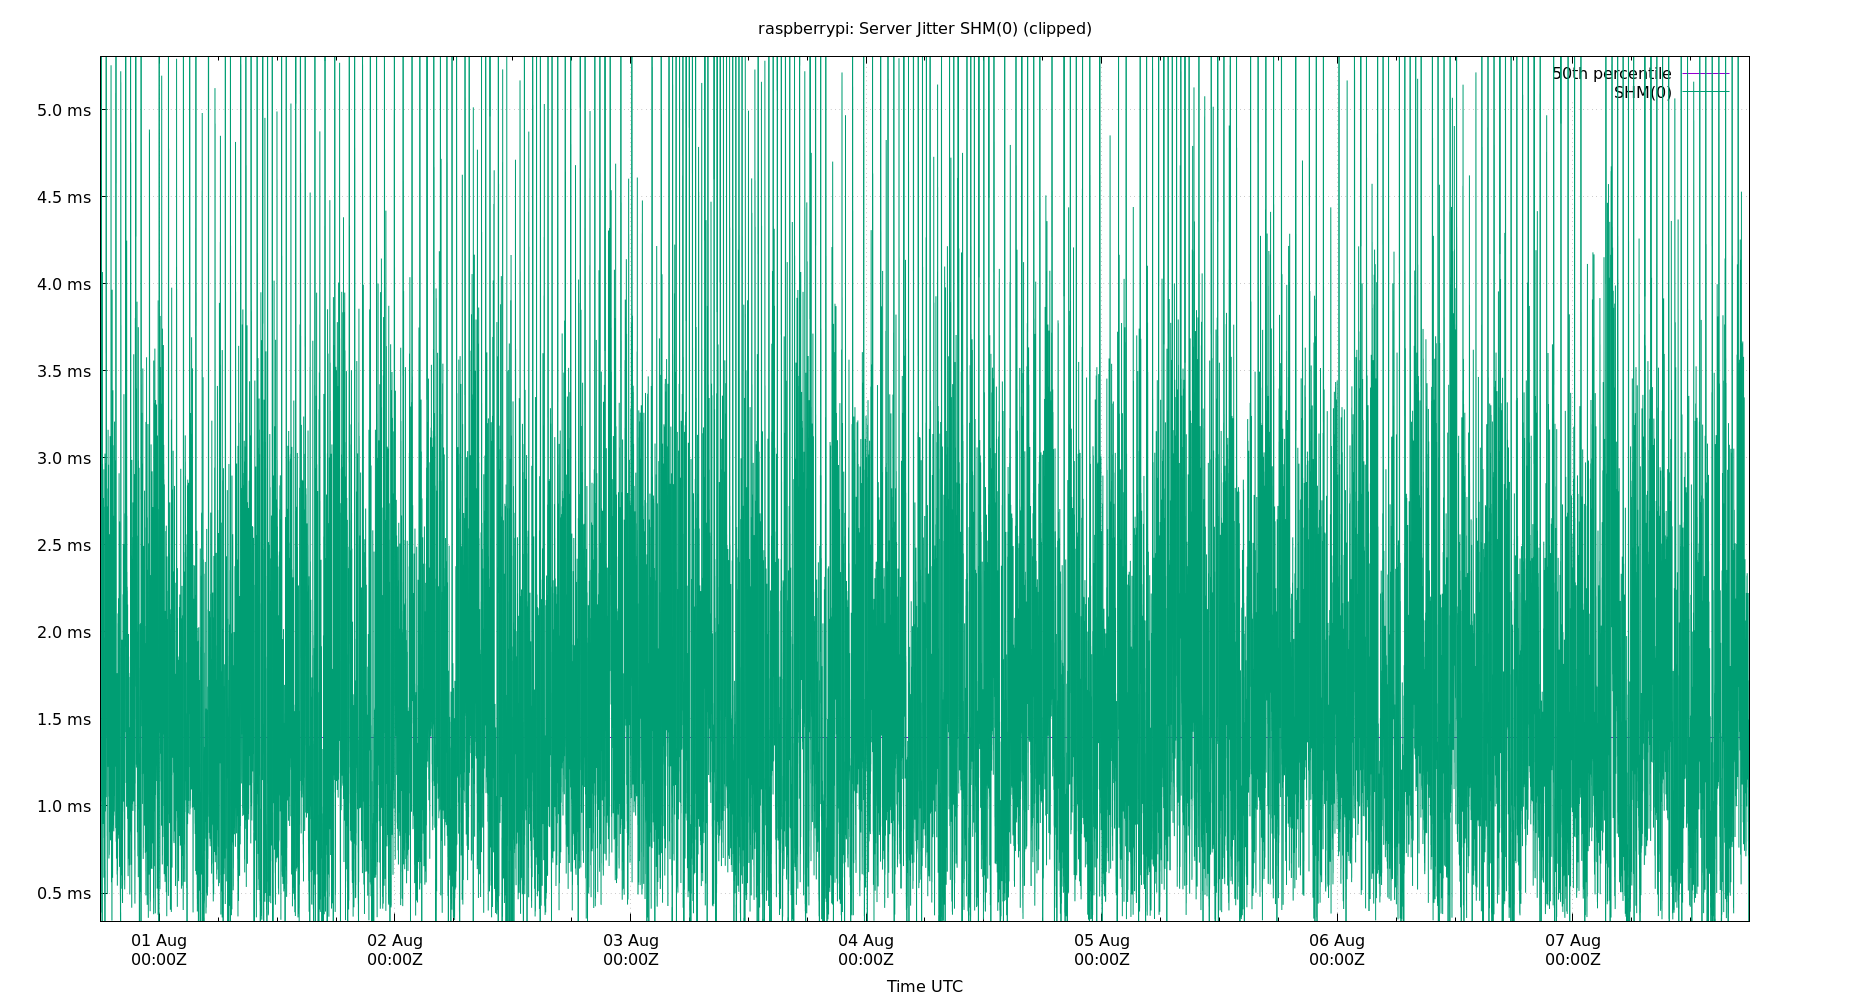 raspberrypi: Server Jitter SHM(0) (clipped)
50th percentile
SHM(0)
5.0 ms
4.5 ms
4.0 ms
3.5 ms
3.0 ms
2.5 ms
2.0 ms
1.5 ms
1.0 ms
0.5 ms
01 Aug 02 Aug 03 Aug 04 Aug 05 Aug 06 Aug 07 Aug
00:00Z 00:00Z 00:00Z 00:00Z 00:00Z 00:00Z 00:00Z
Time UTC